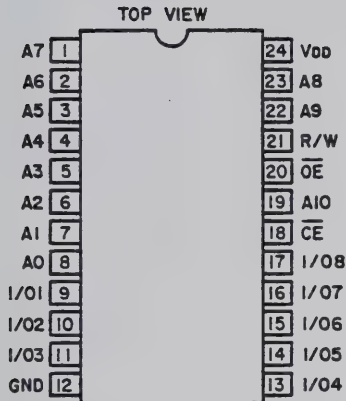 TOP VIEW
A7 1 24 VDD
A6 2 23 A8
A5 3 22 A9
A4 4 21 R/W
A3 5 20 O̅E̅
A2 6 19 A10
A1 7 18 C̅E̅
A0 8 17 I/O8
I/O1 9 16 I/O7
I/O2 10 15 I/O6
I/O3 11 14 I/O5
GND 12 13 I/O4